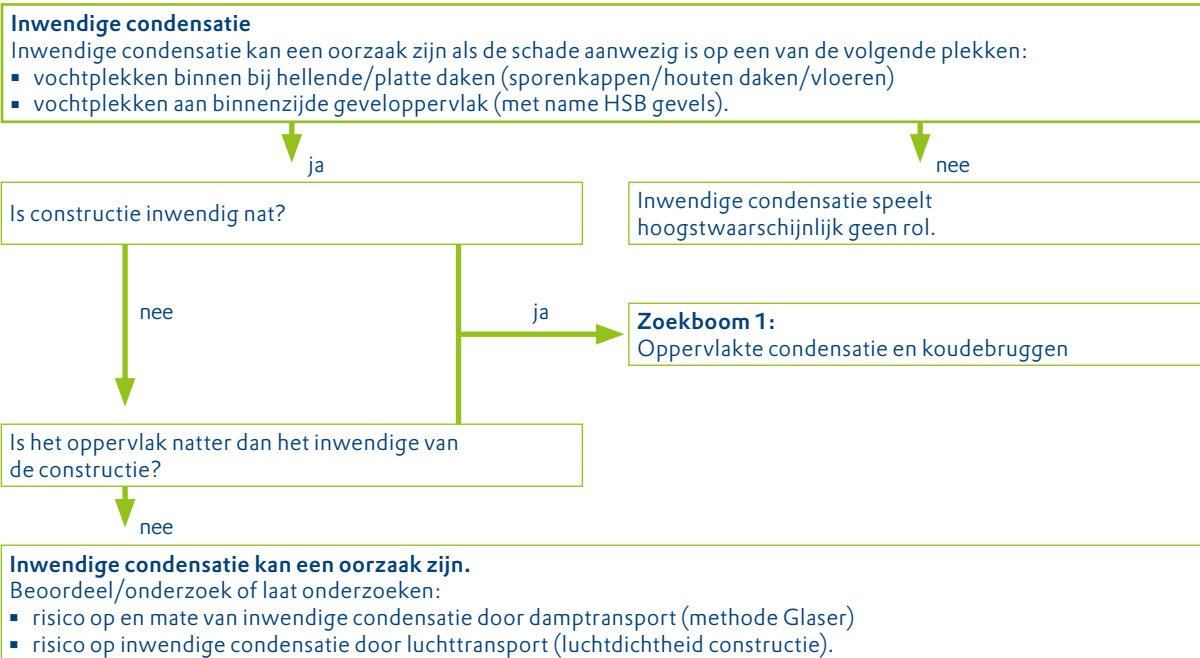 Inwendige condensatie
Inwendige condensatie kan een oorzaak zijn als de schade aanwezig is op een van de volgende plekken:
▪ vochtplekken binnen bij hellende/platte daken (sporenkappen/houten daken/vloeren)
▪ vochtplekken aan binnenzijde geveloppervlak (met name HSB gevels).
ja
nee
Is constructie inwendig nat?
Inwendige condensatie speelt
hoogstwaarschijnlijk geen rol.
nee
ja
Zoekboom 1:
Oppervlakte condensatie en koudebruggen
Is het oppervlak natter dan het inwendige van
de constructie?
nee
Inwendige condensatie kan een oorzaak zijn.
Beoordeel/onderzoek of laat onderzoeken:
▪ risico op en mate van inwendige condensatie door damptransport (methode Glaser)
▪ risico op inwendige condensatie door luchttransport (luchtdichtheid constructie).